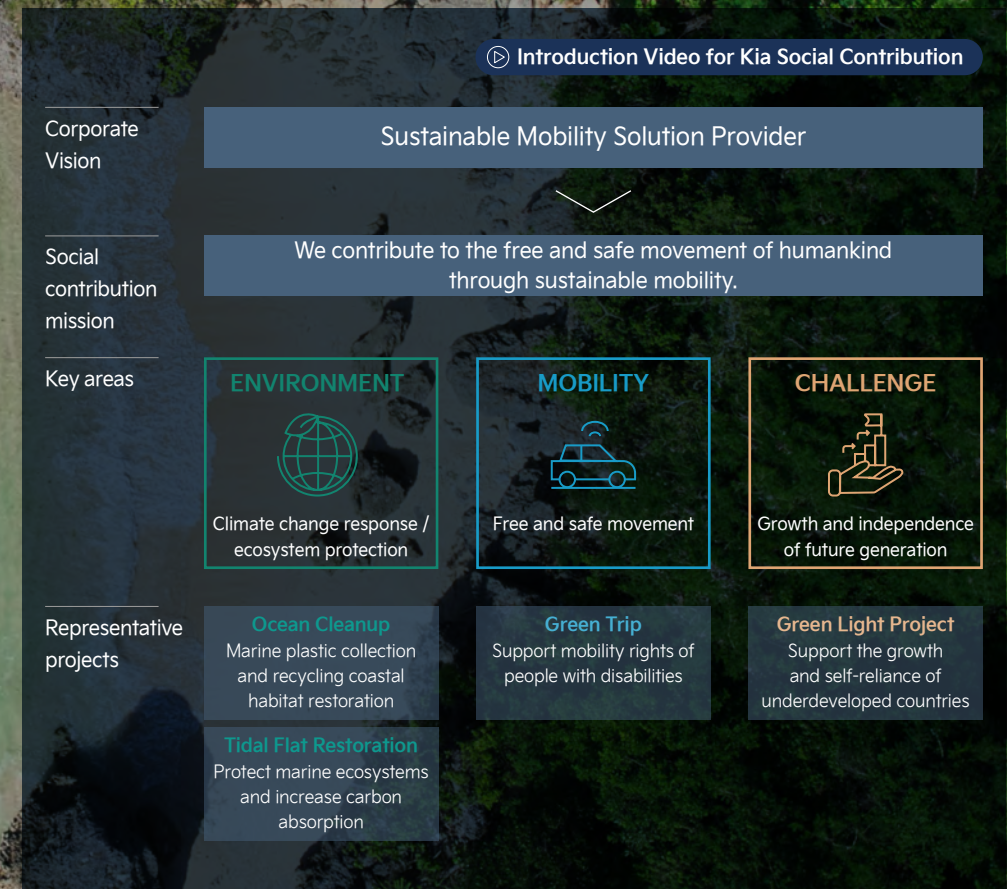 Introduction Video for Kia Social Contribution
Corporate
Vision
Sustainable Mobility Solution Provider
Social
contribution
mission
We contribute to the free and safe movement of humankind
through sustainable mobility.
Key areas
ENVIRONMENT
Climate change response /
ecosystem protection
MOBILITY
Free and safe movement
CHALLENGE
Growth and independence
of future generation
Representative
projects
Ocean Cleanup
Marine plastic collection
and recycling coastal
habitat restoration
Tidal Flat Restoration
Protect marine ecosystems
and increase carbon
absorption
Green Trip
Support mobility rights of
people with disabilities
Green Light Project
Support the growth
and self-reliance of
underdeveloped countries